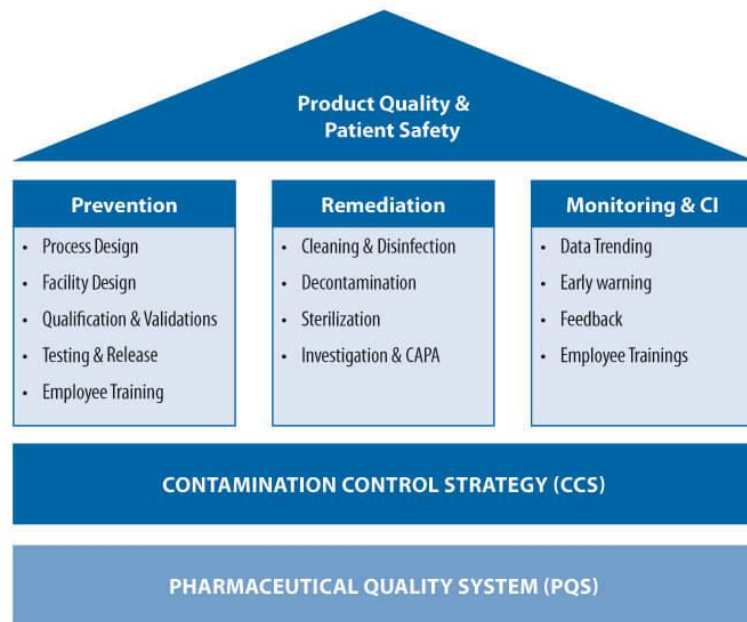 Product Quality &
Patient Safety
Prevention
• Process Design
• Facility Design
• Qualification & Validations
• Testing & Release
• Employee Training
Remediation
• Cleaning & Disinfection
• Decontamination
• Sterilization
• Investigation & CAPA
Monitoring & CI
• Data Trending
• Early warning
• Feedback
• Employee Trainings
CONTAMINATION CONTROL STRATEGY (CCS)
PHARMACEUTICAL QUALITY SYSTEM (PQS)